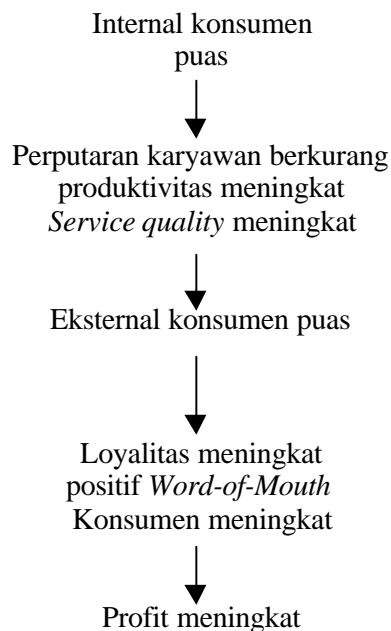 Internal konsumen
puas
Perputaran karyawan berkurang
produktivitas meningkat
Service quality meningkat
Eksternal konsumen puas
Loyalitas meningkat
positif Word-of-Mouth
Konsumen meningkat
Profit meningkat